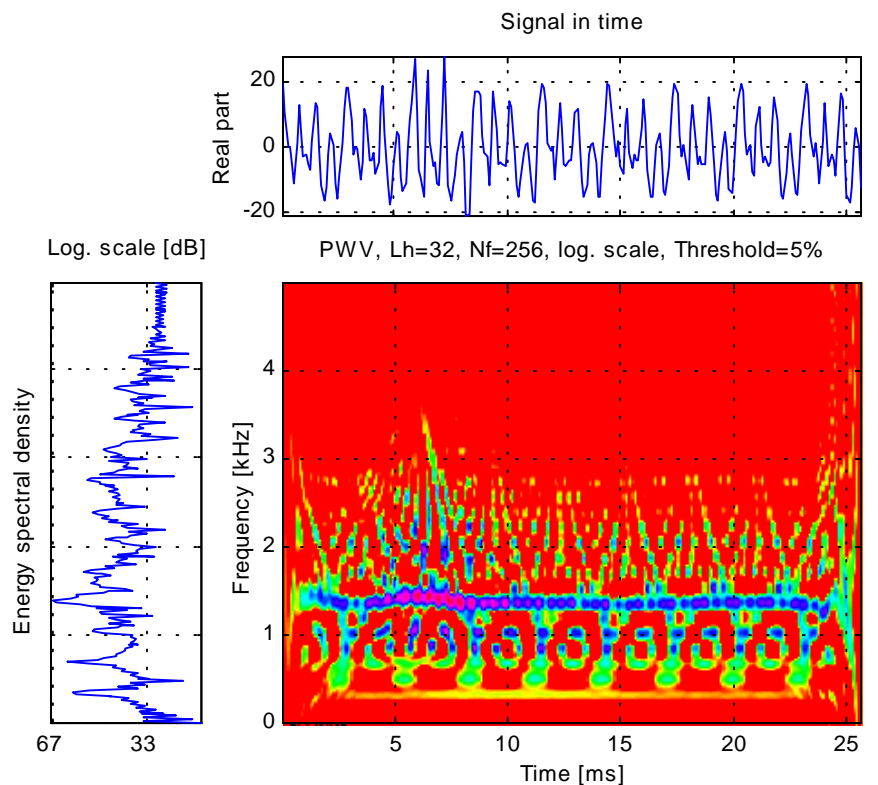 Signal in time
Real part
20
0
-20
Log. scale [dB]
PWV, Lh=32, Nf=256, log. scale, Threshold=5%
Energy spectral density
67
33
Frequency [kHz]
4
3
2
1
0
5
10
15
20
25
Time [ms]